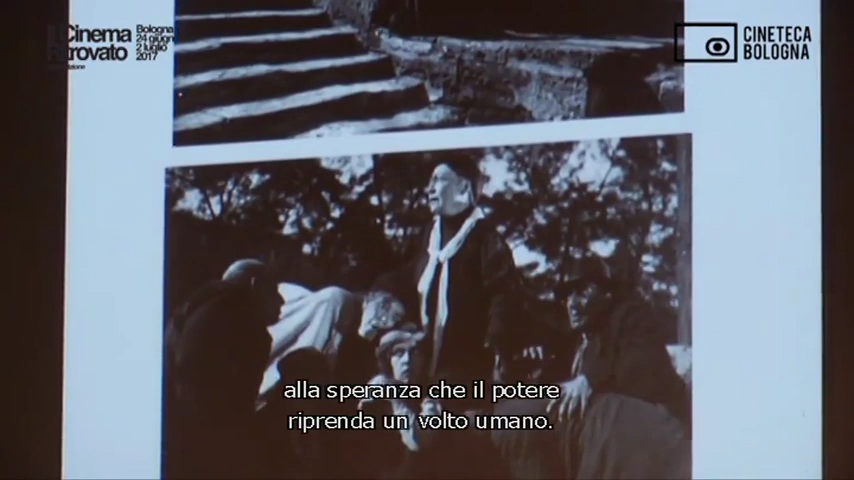 Il Cinema
Ritrovato
Bologna
24 giugno
2 luglio
2017
CINETECA
BOLOGNA
alla speranza che il potere
riprenda un volto umano.